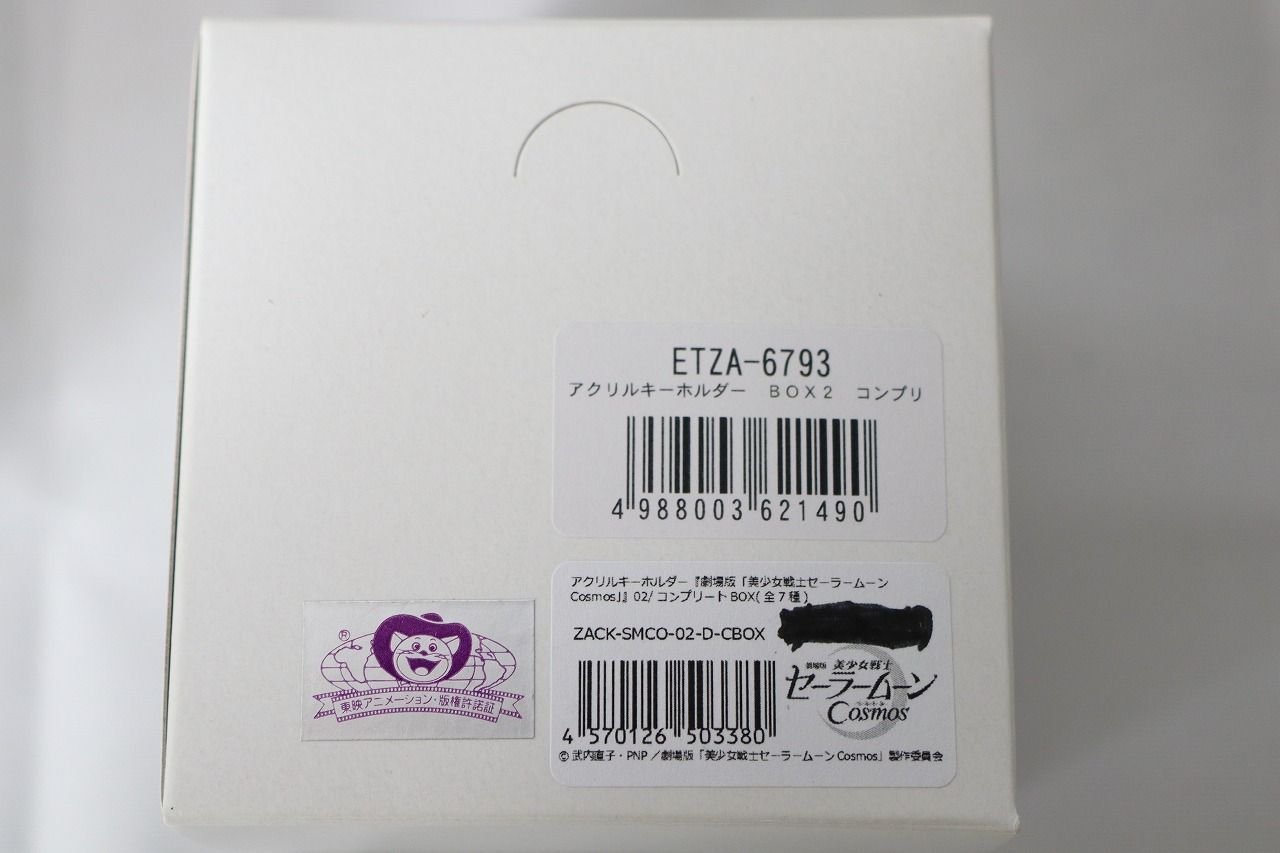 ETZA-6793
アクリルキーホルダー　ＢＯＸ２　コンプリ
4 988003 621490
アクリルキーホルダー『劇場版「美少女戦士セーラームーン
Cosmos」』02/コンプリートBOX(全７種)
ZACK-SMCO-02-D-CBOX
劇場版 美少女戦士
セーラームーン
Cosmos
4 570126 503380
© 武内直子・PNP／劇場版「美少女戦士セーラームーンCosmos」製作委員会
®
東映アニメーション・版権許諾証